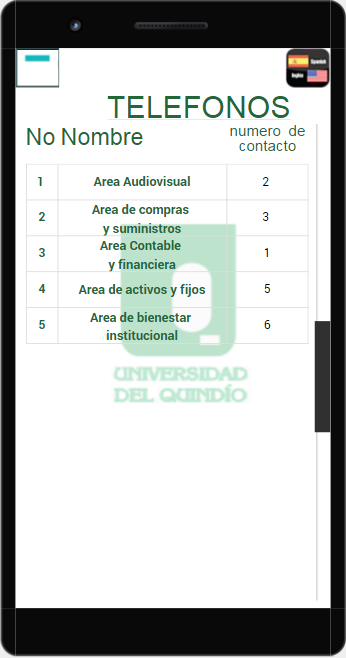 Spanish
Inglés
TELEFONOS
No Nombre
numero de
contacto
1 Area Audiovisual 2
2 Area de compras
y suministros 3
3 Area Contable
y financiera 1
4 Area de activos y fijos 5
5 Area de bienestar
institucional 6
UNIVERSIDAD
DEL QUINDÍO